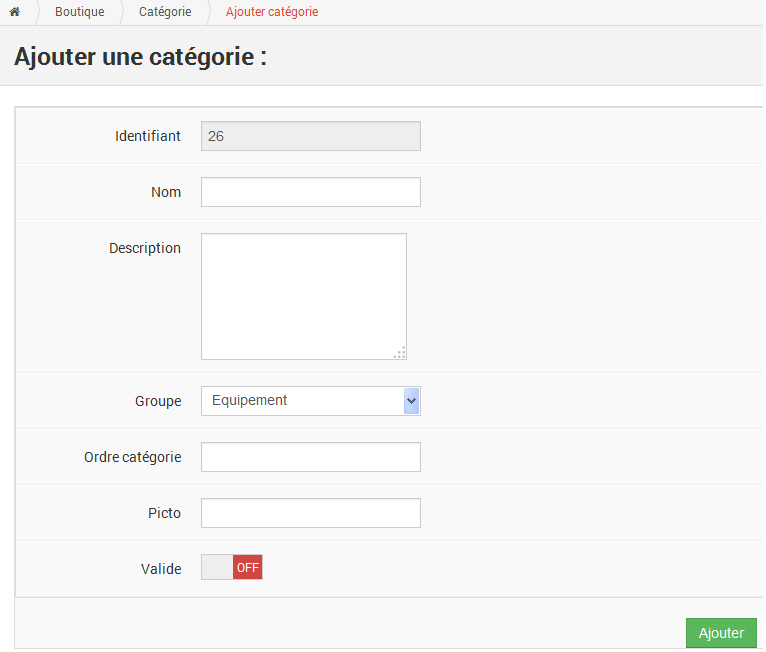 Boutique Catégorie Ajouter catégorie
Ajouter une catégorie :
Identifiant 26
Nom
Description
Groupe Equipement
Ordre catégorie
Picto
Valide OFF
Ajouter